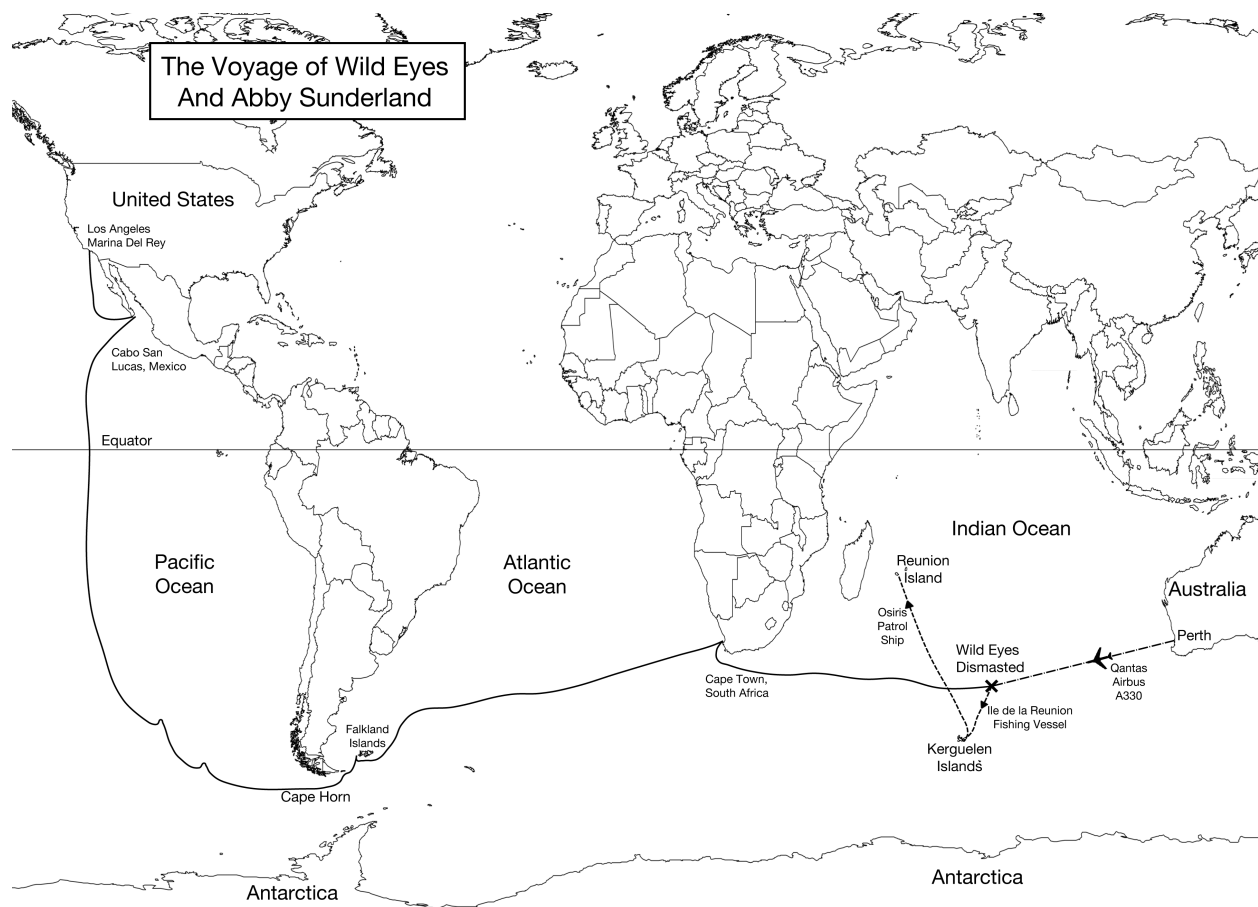 The Voyage of Wild Eyes
And Abby Sunderland
United States
Los Angeles
Marina Del Rey
Cabo San
Lucas, Mexico
Equator
Pacific
Ocean
Atlantic
Ocean
Indian Ocean
Reunion
Island
Australia
Osiris
Patrol
Ship
Perth
Wild Eyes
Dismasted
Qantas
Airbus
A330
Cape Town,
South Africa
Ile de la Reunion
Fishing Vessel
Falkland
Islands
Kerguelen
Islands
Cape Horn
Antarctica
Antarctica